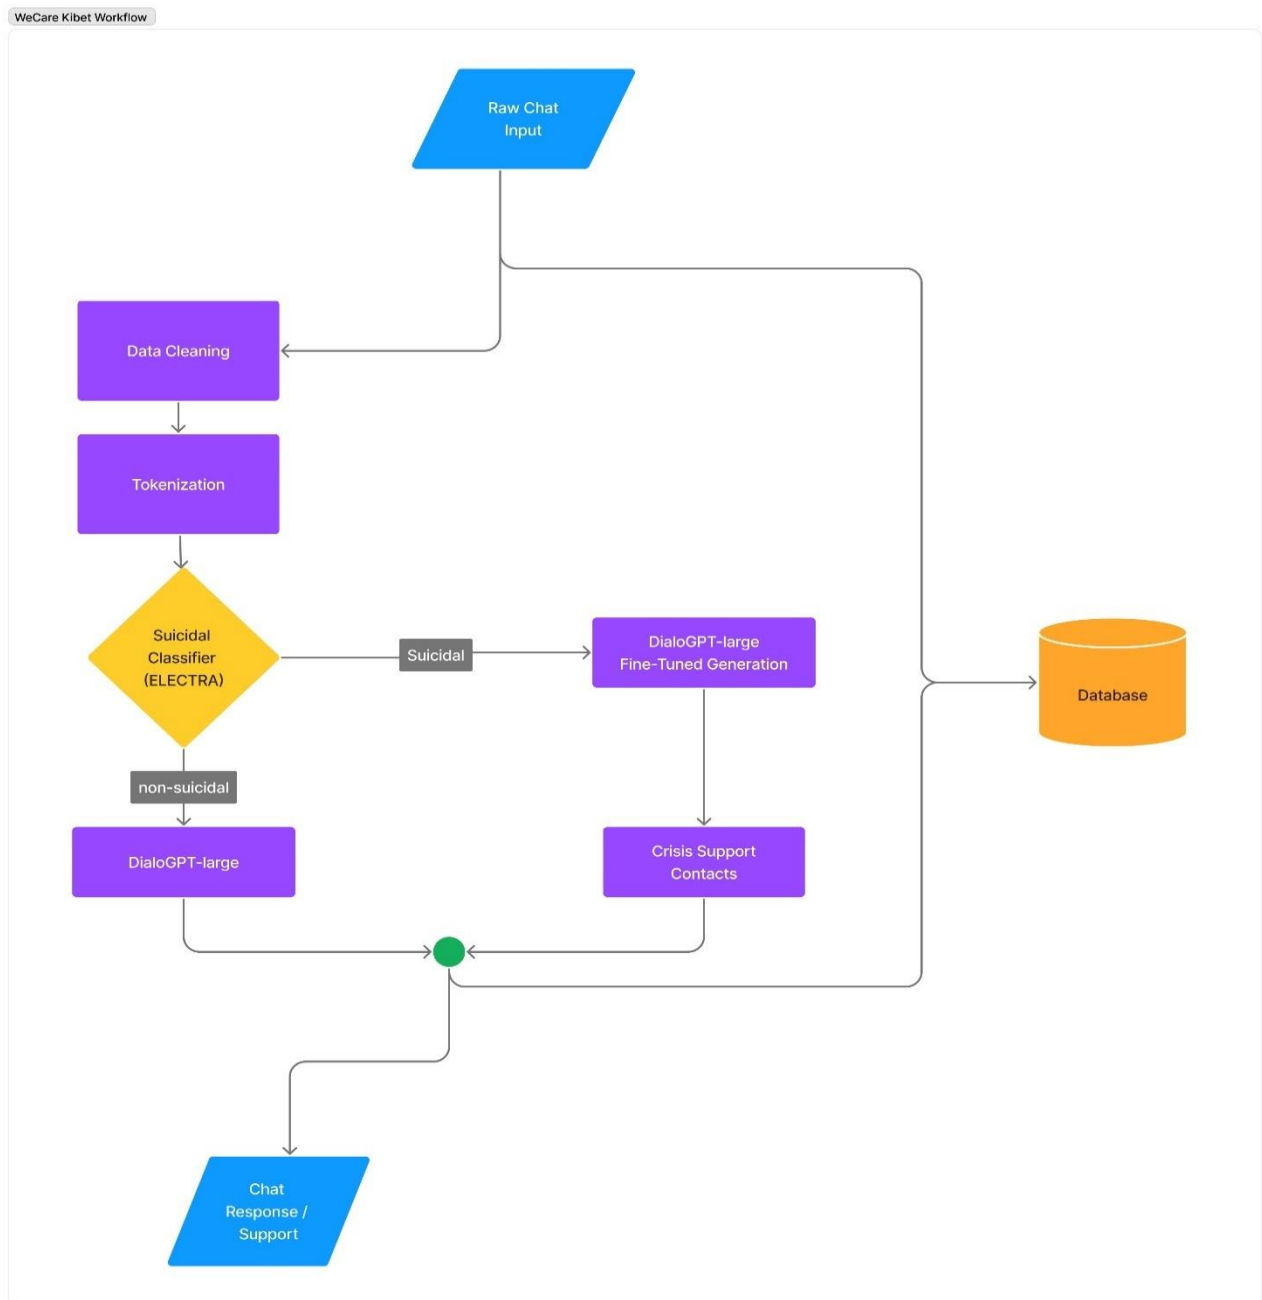 WeCare Kibet Workflow
Raw Chat
Input
Data Cleaning
Tokenization
Suicidal
Classifier
(ELECTRA)
Suicidal
DialoGPT-large
Fine-Tuned Generation
Database
non-suicidal
DialoGPT-large
Crisis Support
Contacts
Chat
Response /
Support